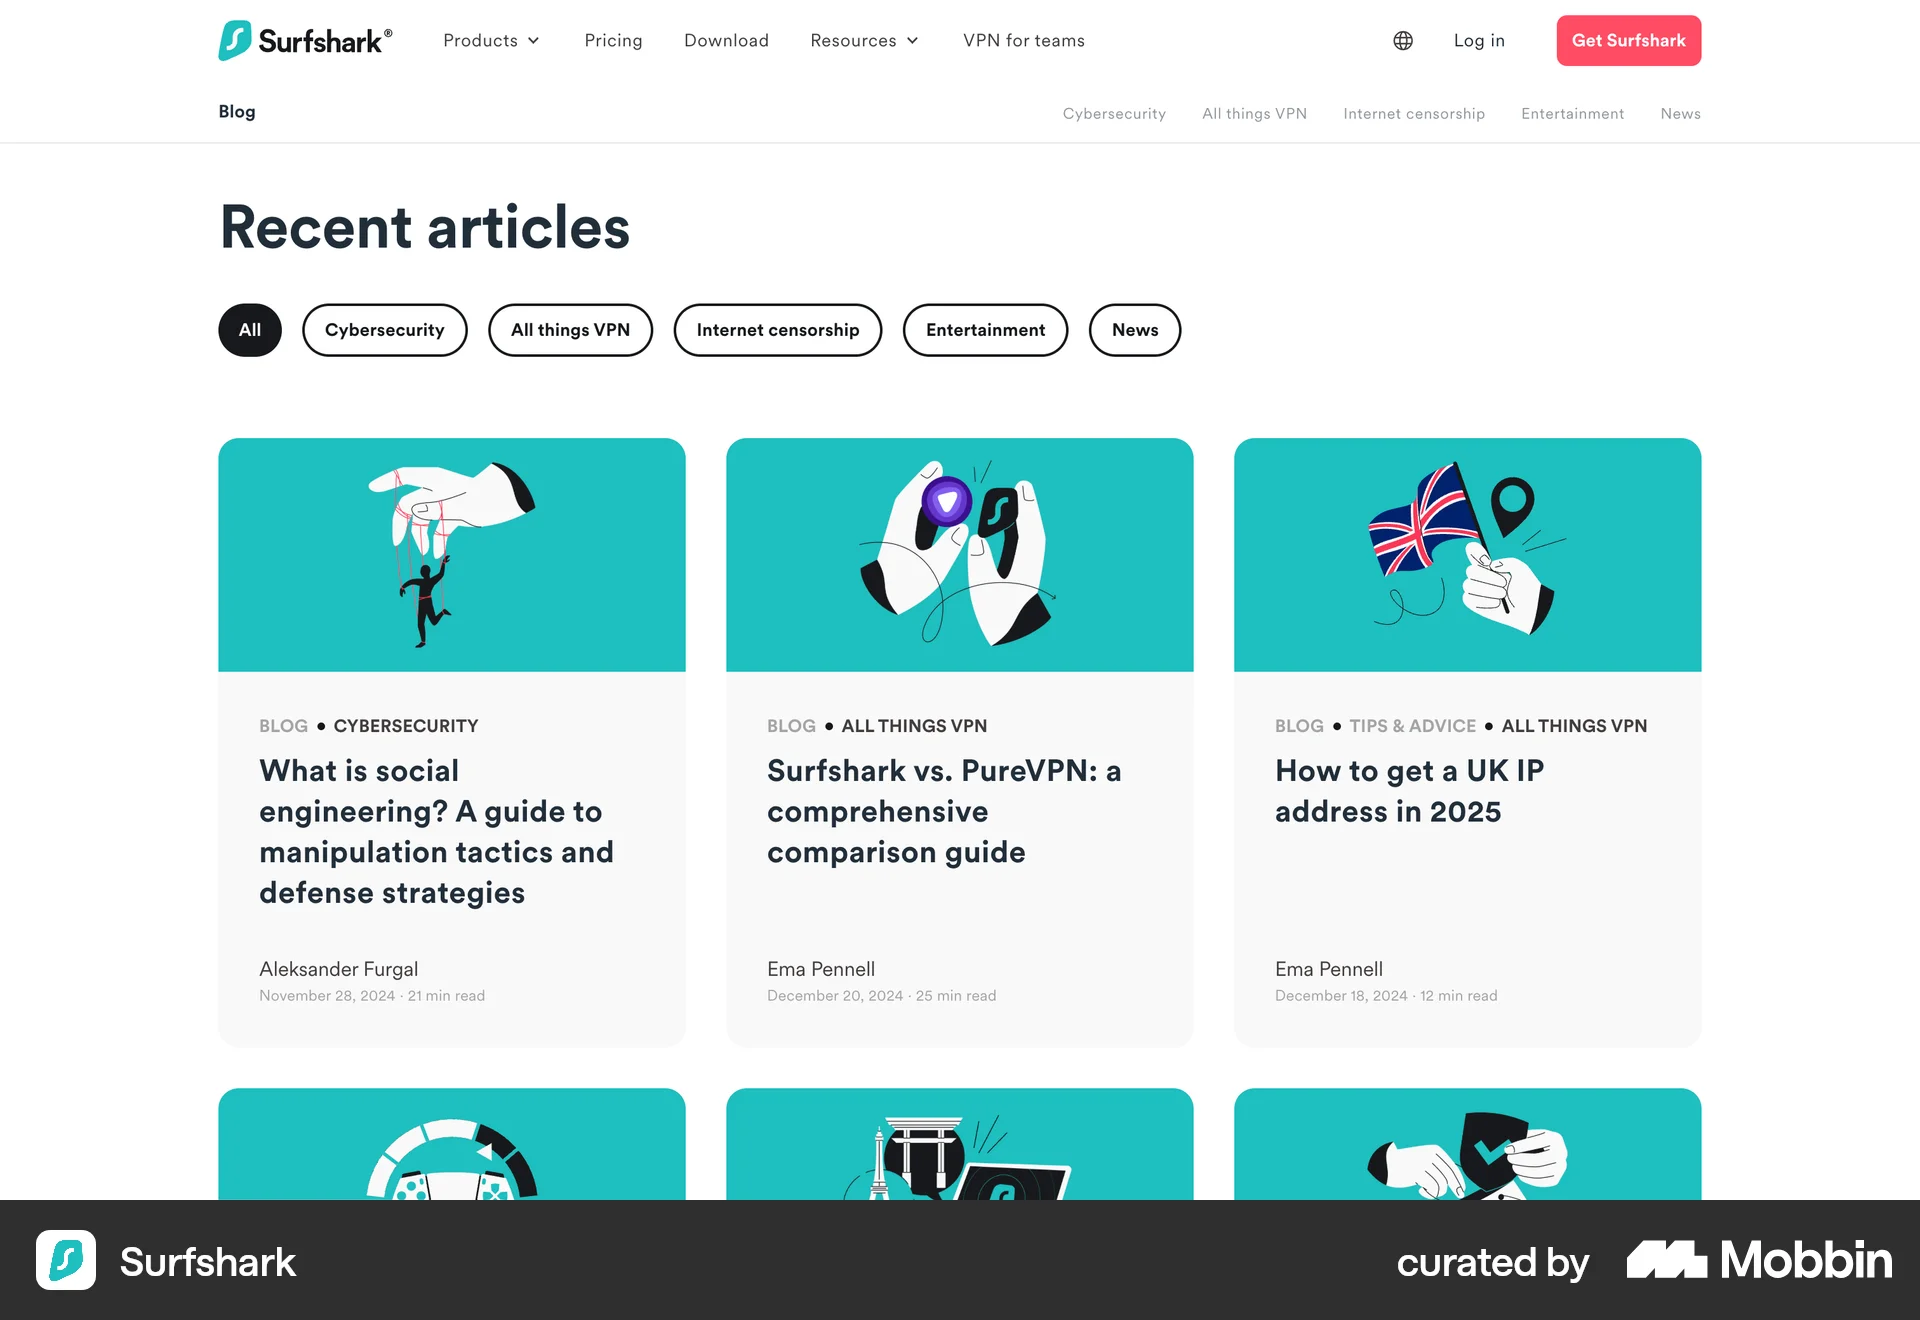 Surfshark®
Products
Pricing
Download
Resources
VPN for teams
Log in
Get Surfshark
Blog
Cybersecurity
All things VPN
Internet censorship
Entertainment
News
Recent articles
All
Cybersecurity
All things VPN
Internet censorship
Entertainment
News
BLOG • CYBERSECURITY
What is social
engineering? A guide to
manipulation tactics and
defense strategies
Aleksander Furgal
November 28, 2024 · 21 min read
BLOG • ALL THINGS VPN
Surfshark vs. PureVPN: a
comprehensive
comparison guide
Ema Pennell
December 20, 2024 · 25 min read
BLOG • TIPS & ADVICE • ALL THINGS VPN
How to get a UK IP
address in 2025
Ema Pennell
December 18, 2024 · 12 min read
Surfshark
curated by Mobbin